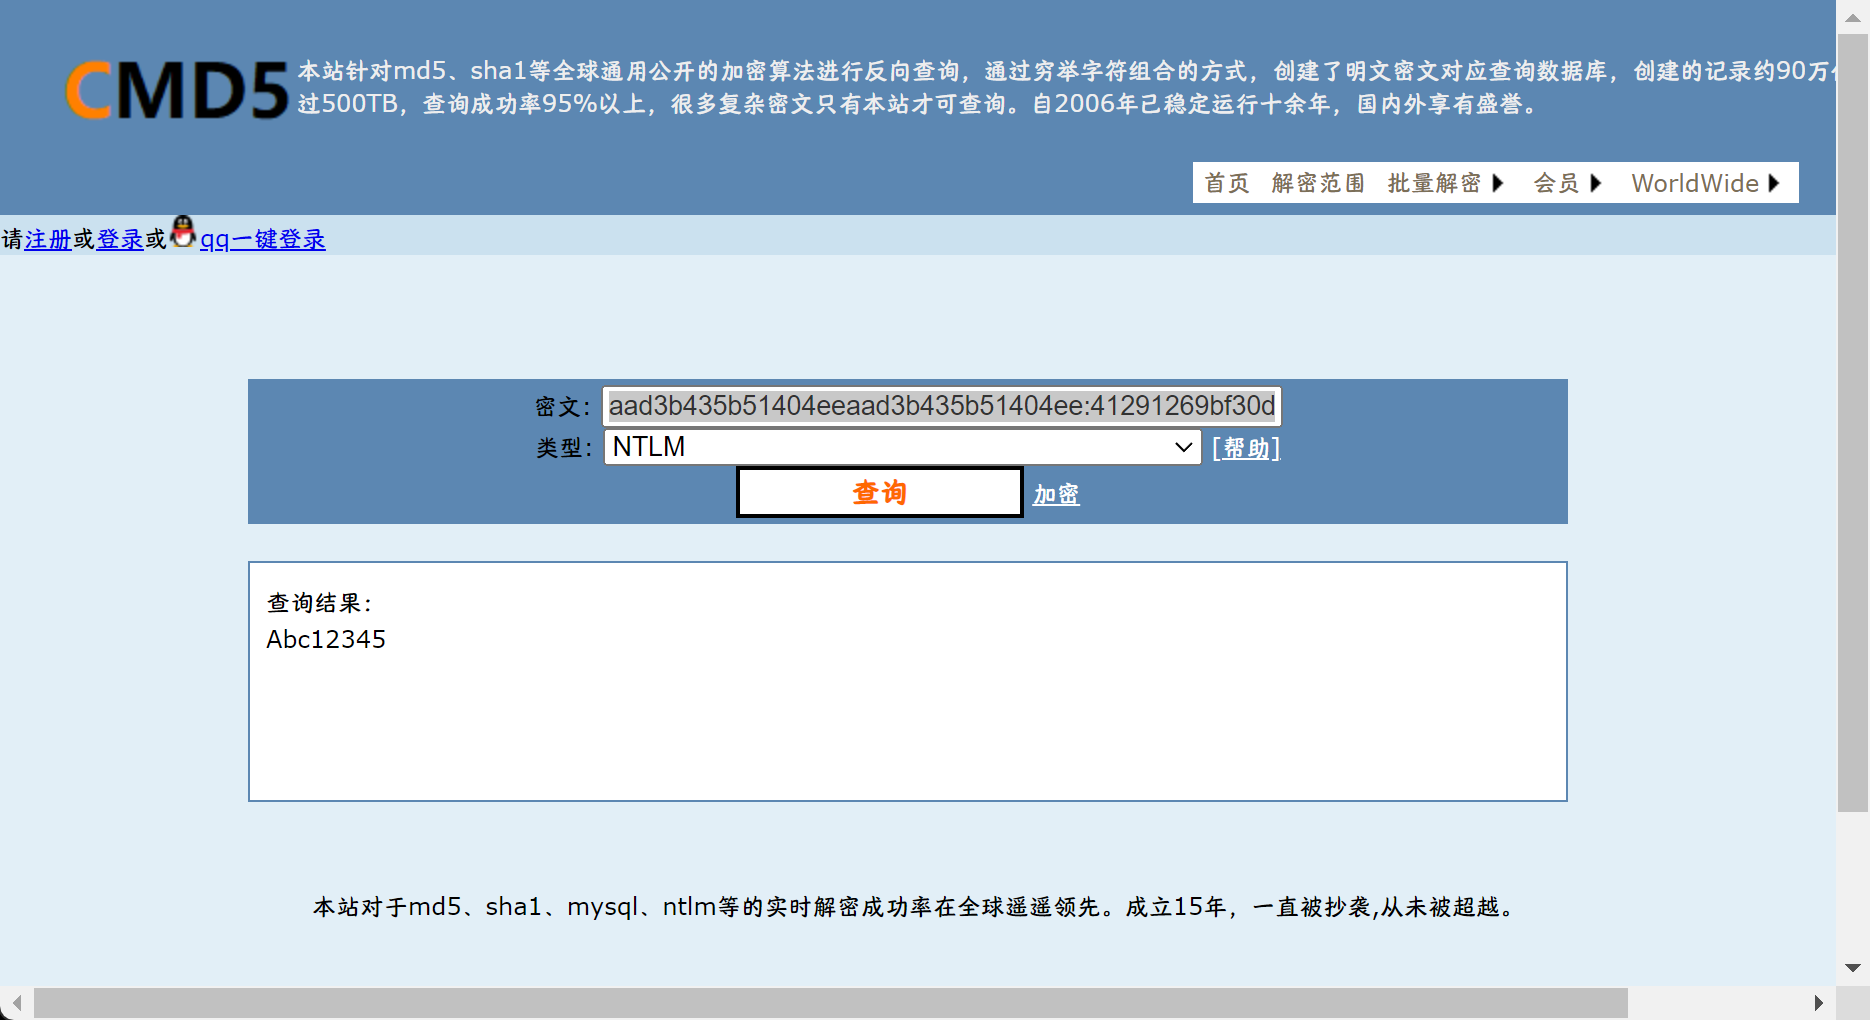 CMD5
本站针对md5、sha1等全球通用公开的加密算法进行反向查询，通过穷举字符组合的方式，创建了明文密文对应查询数据库，创建的记录约90万
过500TB，查询成功率95%以上，很多复杂密文只有本站才可查询。自2006年已稳定运行十余年，国内外享有盛誉。
首页 解密范围 批量解密 会员 WorldWide
请注册或登录或qq一键登录
密文： aad3b435b51404eeaad3b435b51404ee:41291269bf30d
类型： NTLM [帮助]
查询 加密
查询结果：
Abc12345
本站对于md5、sha1、mysql、ntlm等的实时解密成功率在全球遥遥领先。成立15年，一直被抄袭,从未被超越。